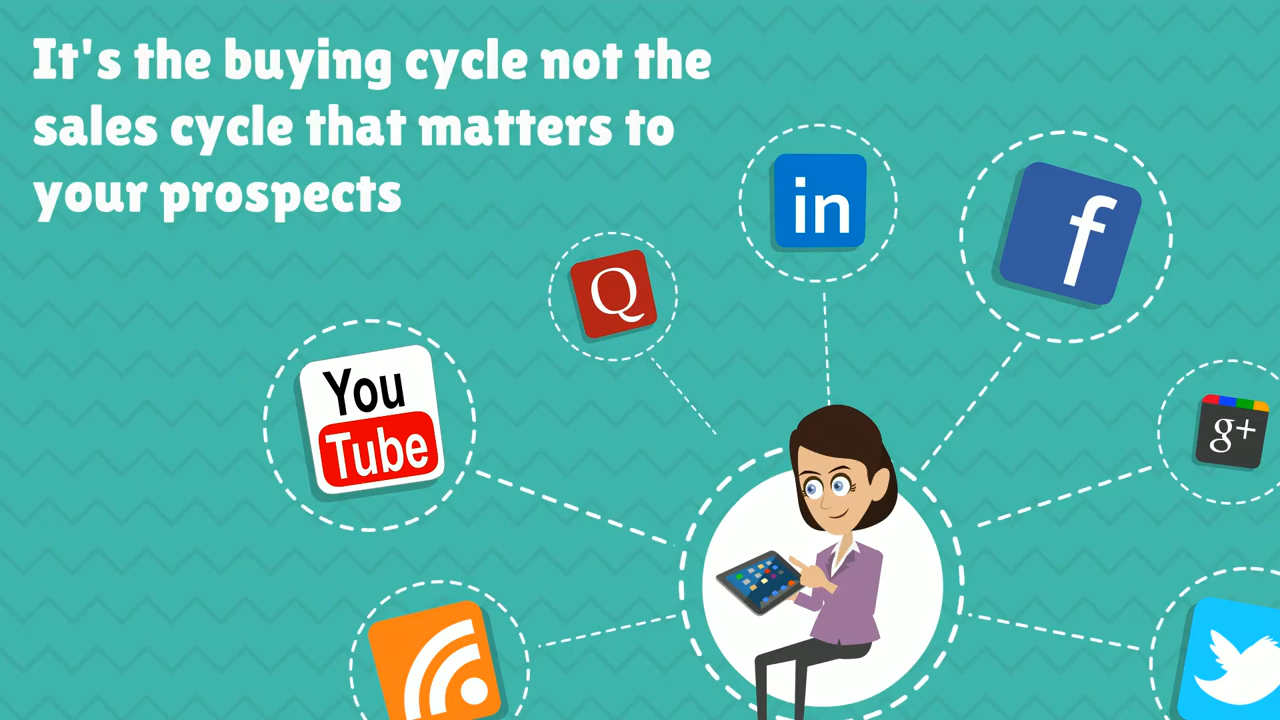 It's the buying cycle not the
sales cycle that matters to
your prospects
in
f
Q
You
Tube
g+